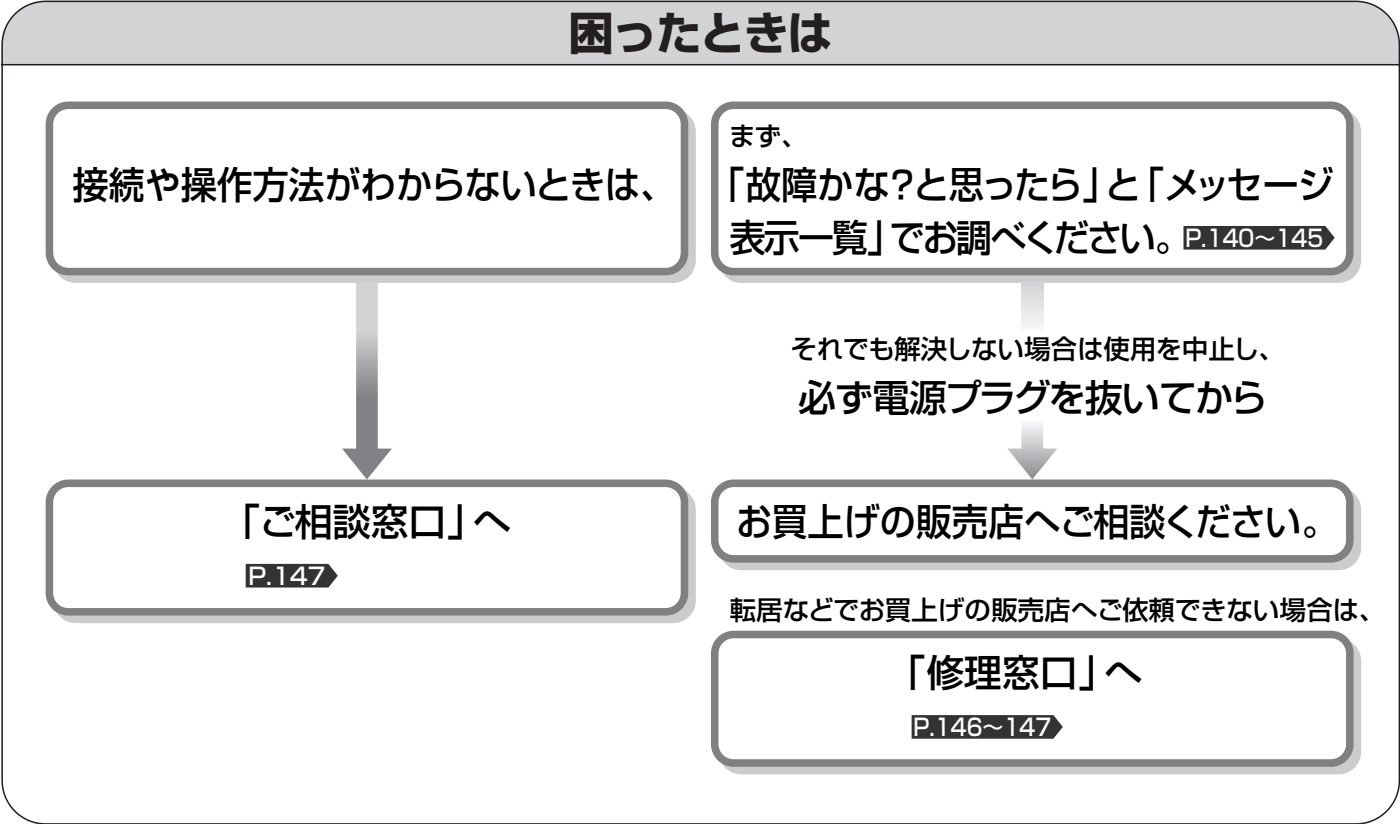 困ったときは
接続や操作方法がわからないときは、
「ご相談窓口」へ
P.147
まず、
「故障かな?と思ったら」と「メッセージ
表示一覧」でお調べください。 P.140~145
それでも解決しない場合は使用を中止し、
必ず電源プラグを抜いてから
お買上げの販売店へご相談ください。
転居などでお買上げの販売店へご依頼できない場合は、
「修理窓口」へ
P.146~147